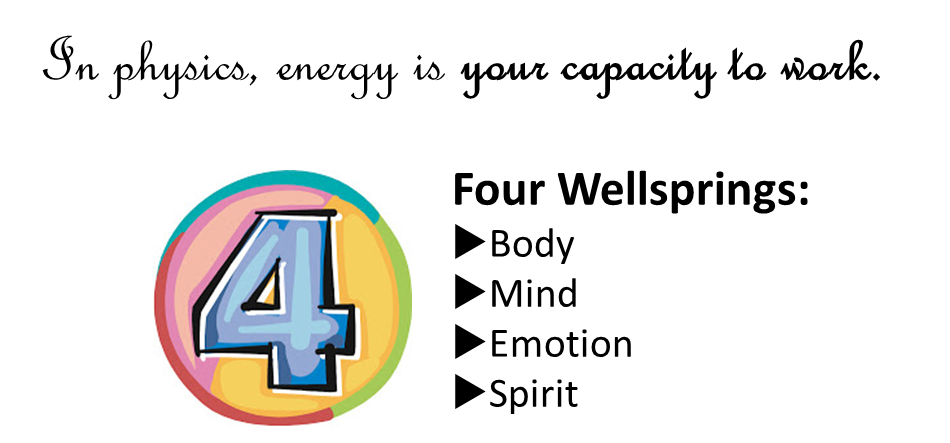 In physics, energy is your capacity to work.
4
Four Wellsprings:
▶Body
▶Mind
▶Emotion
▶Spirit